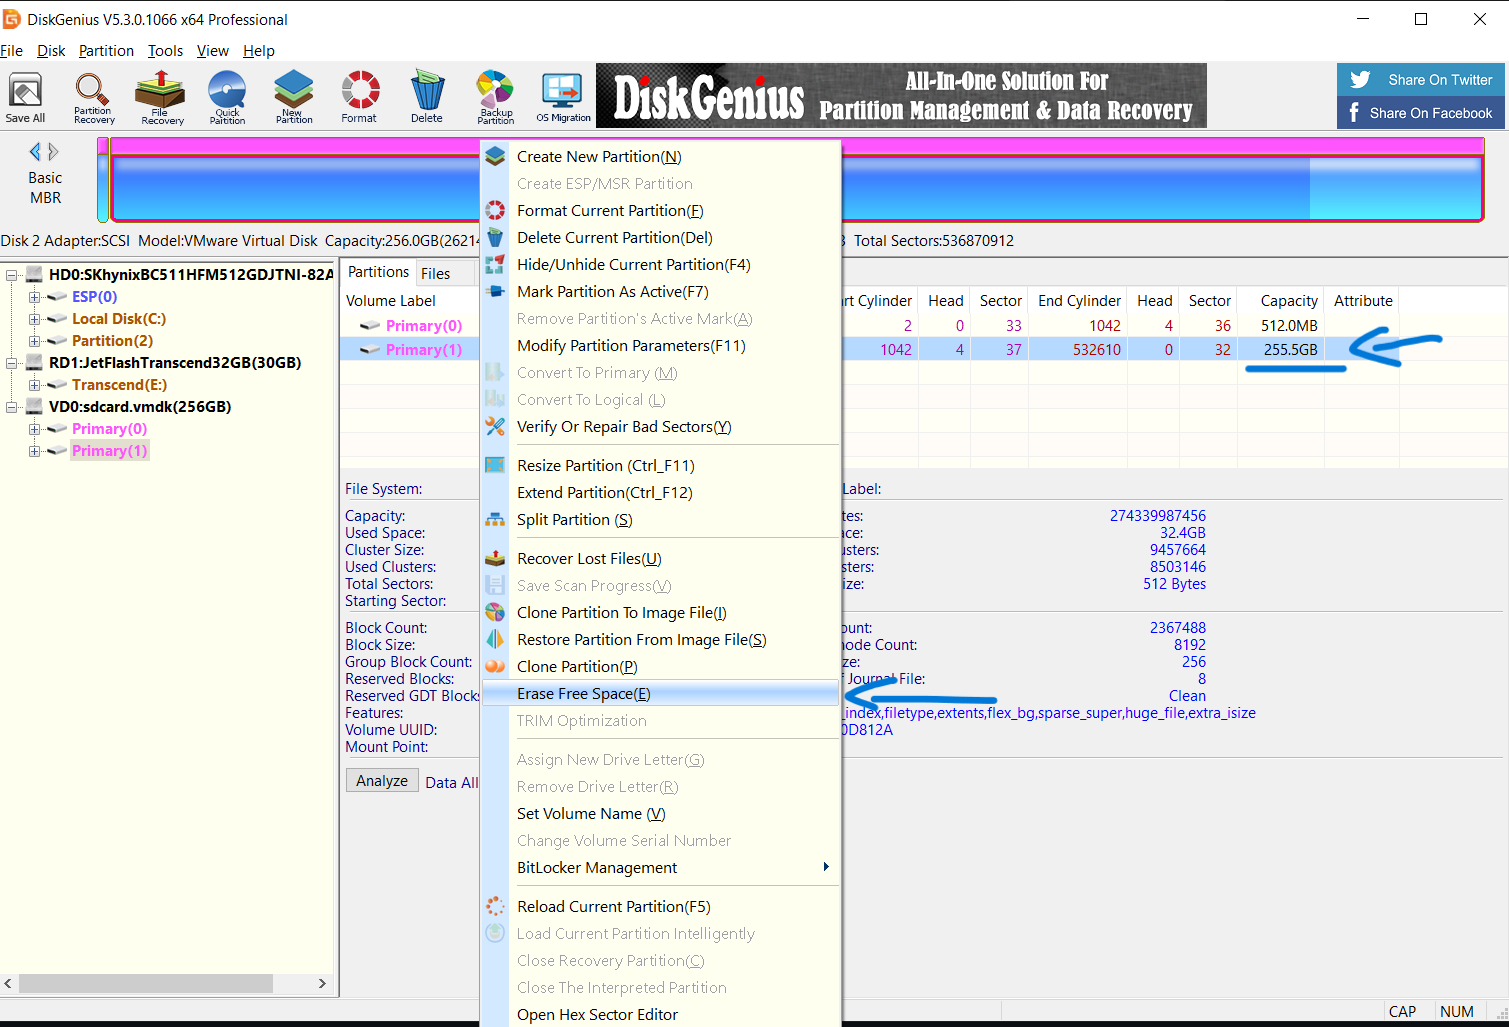 DiskGenius V5.3.0.1066 x64 Professional
File Disk Partition Tools View Help
Save All
Partition Recovery
File Recovery
Quick Partition
New Partition
Format
Delete
Backup Partition
OS Migration
DiskGenius
All-In-One Solution For
Partition Management & Data Recovery
Share On Twitter
Share On Facebook
Basic
MBR
Disk 2 Adapter:SCSI Model:VMware Virtual Disk Capacity:256.0GB(26214
3 Total Sectors:536870912
HD0:SKhynixBC511HFM512GDJTNI-82A
ESP(0)
Local Disk(C:)
Partition(2)
RD1:JetFlashTranscend32GB(30GB)
Transcend(E:)
VD0:sdcard.vmdk(256GB)
Primary(0)
Primary(1)
Partitions Files
Volume Label
rt Cylinder Head Sector End Cylinder Head Sector Capacity Attribute
Primary(0) 2 0 33 1042 4 36 512.0MB
Primary(1) 1042 4 37 532610 0 32 255.5GB
File System:
Label:
Capacity:
tes: 274339987456
Used Space:
ace: 32.4GB
Cluster Size:
usters: 9457664
Used Clusters:
sters: 8503146
Total Sectors:
ize: 512 Bytes
Starting Sector:
Block Count:
ount: 2367488
Block Size:
node Count: 8192
Group Block Count:
ze: 256
Reserved Blocks:
f Journal File: 8
Reserved GDT Blocks
Clean
Features:
_index,filetype,extents,flex_bg,sparse_super,huge_file,extra_isize
Volume UUID:
0D812A
Mount Point:
Analyze Data All
Create New Partition(N)
Create ESP/MSR Partition
Format Current Partition(F)
Delete Current Partition(Del)
Hide/Unhide Current Partition(F4)
Mark Partition As Active(F7)
Remove Partition's Active Mark(A)
Modify Partition Parameters(F11)
Convert To Primary (M)
Convert To Logical (L)
Verify Or Repair Bad Sectors(Y)
Resize Partition (Ctrl_F11)
Extend Partition(Ctrl_F12)
Split Partition (S)
Recover Lost Files(U)
Save Scan Progress(V)
Clone Partition To Image File(I)
Restore Partition From Image File(S)
Clone Partition(P)
Erase Free Space(E)
TRIM Optimization
Assign New Drive Letter(G)
Remove Drive Letter(R)
Set Volume Name (V)
Change Volume Serial Number
BitLocker Management
Reload Current Partition(F5)
Load Current Partition Intelligently
Close Recovery Partition(C)
Close The Interpreted Partition
Open Hex Sector Editor
CAP NUM